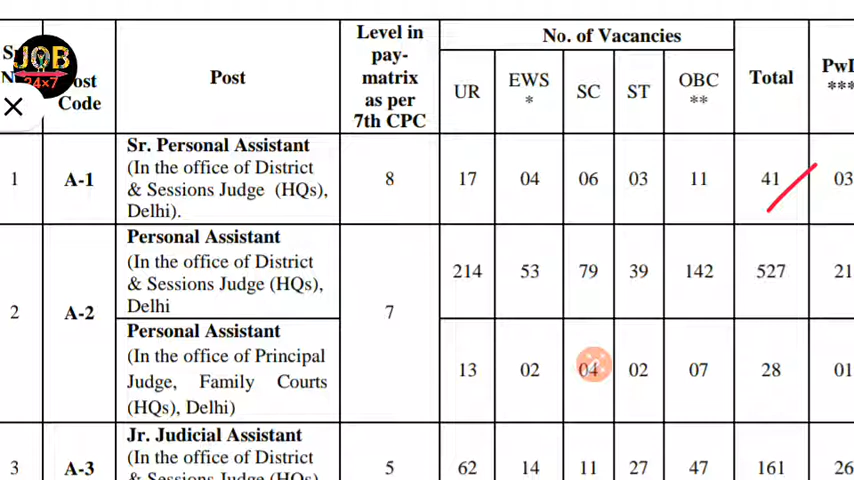 Level in
pay-
matrix
as per
7th CPC
No. of Vacancies
JOB
24×7
Post
Code
Post
UR
EWS
*
SC
ST
OBC
**
Total
***
1
A-1
Sr. Personal Assistant
(In the office of District
& Sessions Judge (HQs),
Delhi).
8
17
04
06
03
11
41
03
2
A-2
Personal Assistant
(In the office of District
& Sessions Judge (HQs),
Delhi
7
214
53
79
39
142
527
21
Personal Assistant
(In the office of Principal
Judge, Family Courts
(HQs), Delhi)
13
02
04
02
07
28
01
3
A-3
Jr. Judicial Assistant
(In the office of District
& Sessions Judge (HQs)
5
62
14
11
27
47
161
26